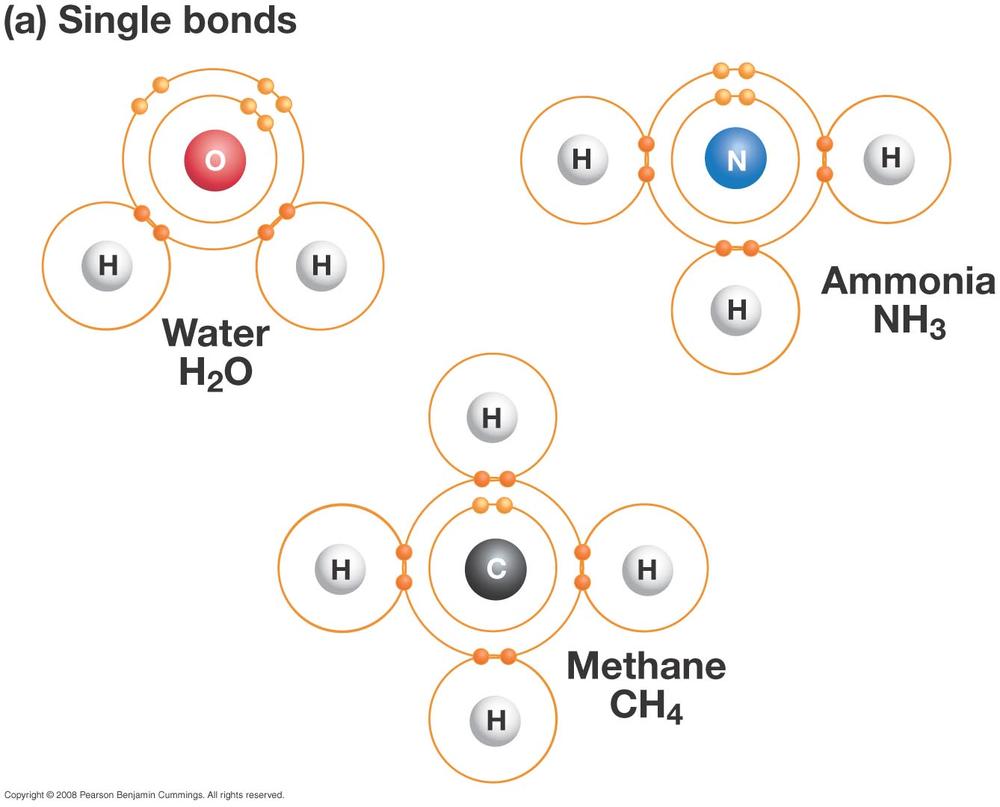 (a) Single bonds
O
H
H
Water
H₂O
H
N
H
H
Ammonia
NH₃
H
H
C
H
H
Methane
CH₄
Copyright © 2008 Pearson Benjamin Cummings. All rights reserved.